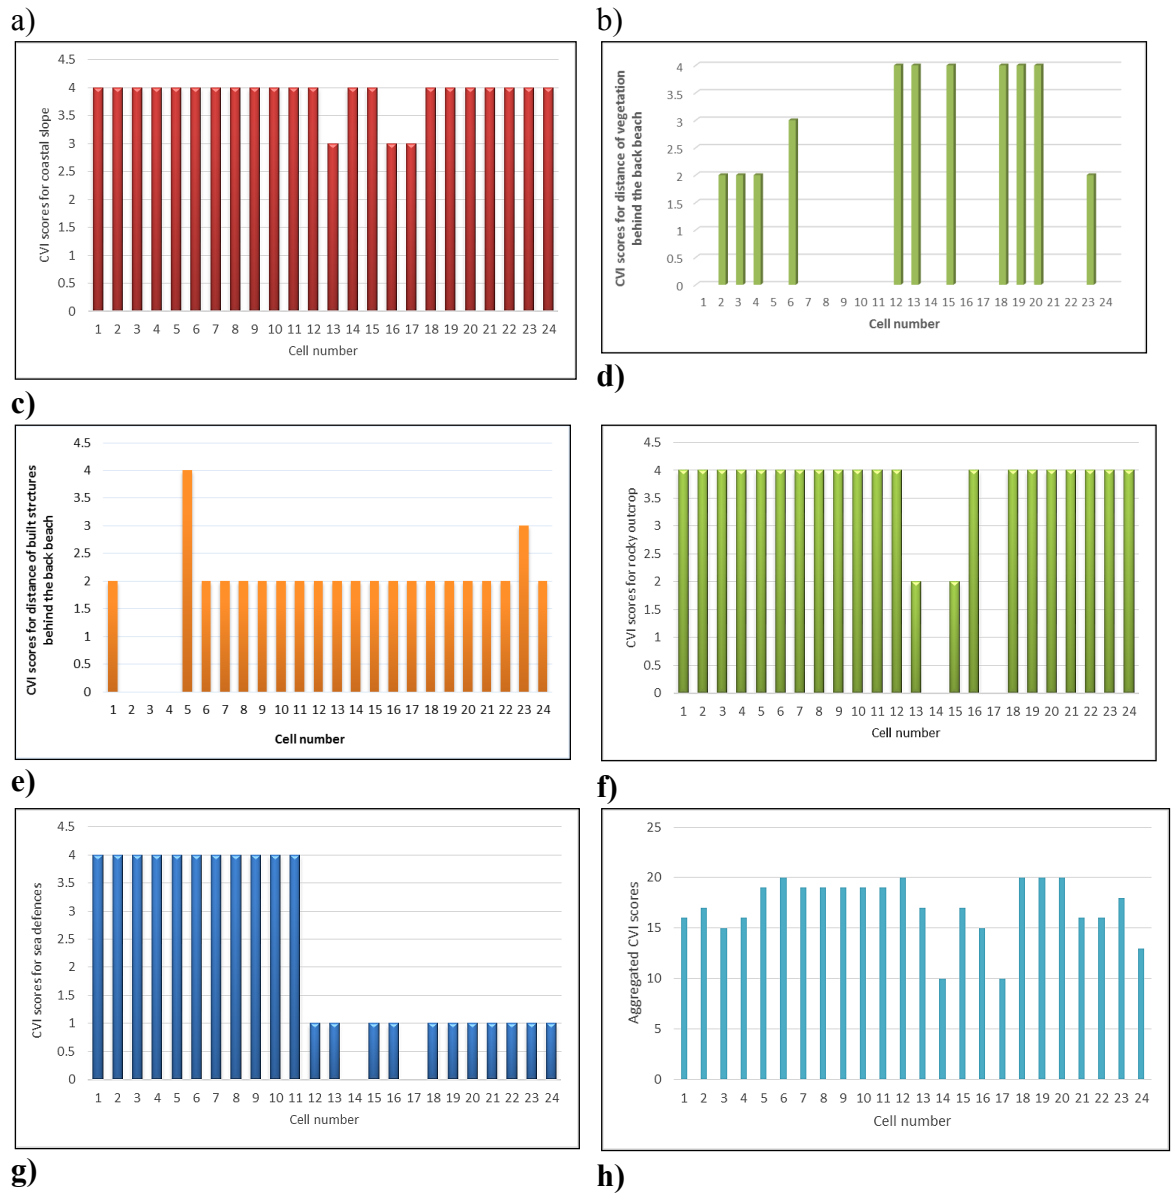 a)
b)
CVI scores for coastal slope
4.5
4
3.5
3
2.5
2
1.5
1
0.5
0
1 2 3 4 5 6 7 8 9 10 11 12 13 14 15 16 17 18 19 20 21 22 23 24
Cell number
CVI scores for distance of vegetation
behind the back beach
4
3.5
3
2.5
2
1.5
1
0.5
0
1 2 3 4 5 6 7 8 9 10 11 12 13 14 15 16 17 18 19 20 21 22 23 24
Cell number
c)
d)
CVI scores for distance of built strctures
behind the back beach
4.5
4
3.5
3
2.5
2
1.5
1
0.5
0
1 2 3 4 5 6 7 8 9 10 11 12 13 14 15 16 17 18 19 20 21 22 23 24
Cell number
CVI scores for rocky outcrop
4.5
4
3.5
3
2.5
2
1.5
1
0.5
0
1 2 3 4 5 6 7 8 9 10 11 12 13 14 15 16 17 18 19 20 21 22 23 24
Cell number
e)
f)
CVI scores for sea defences
4.5
4
3.5
3
2.5
2
1.5
1
0.5
0
1 2 3 4 5 6 7 8 9 10 11 12 13 14 15 16 17 18 19 20 21 22 23 24
Cell number
Aggregated CVI scores
25
20
15
10
5
0
1 2 3 4 5 6 7 8 9 10 11 12 13 14 15 16 17 18 19 20 21 22 23 24
Cell number
g)
h)